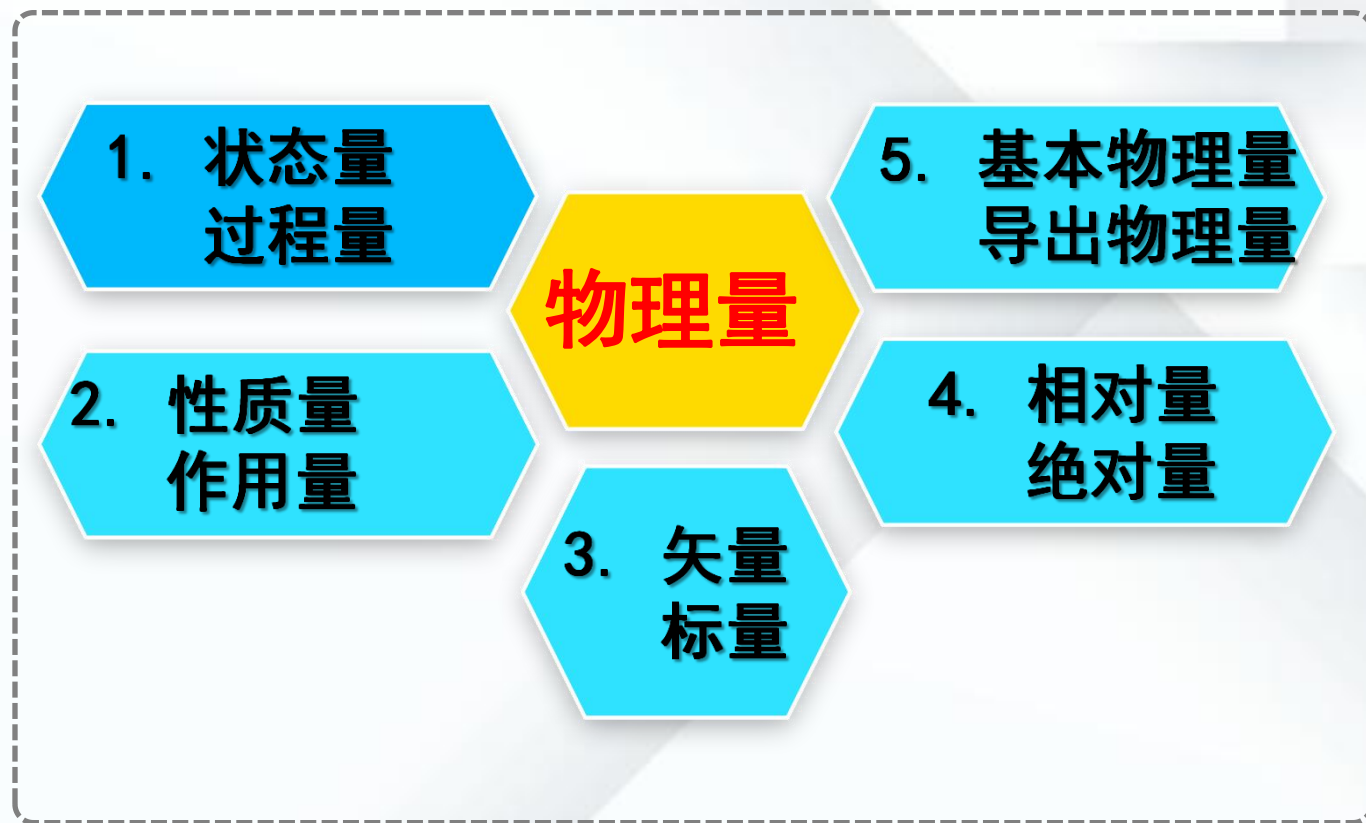 物理量
1. 状态量
过程量
2. 性质量
作用量
3. 矢量
标量
4. 相对量
绝对量
5. 基本物理量
导出物理量